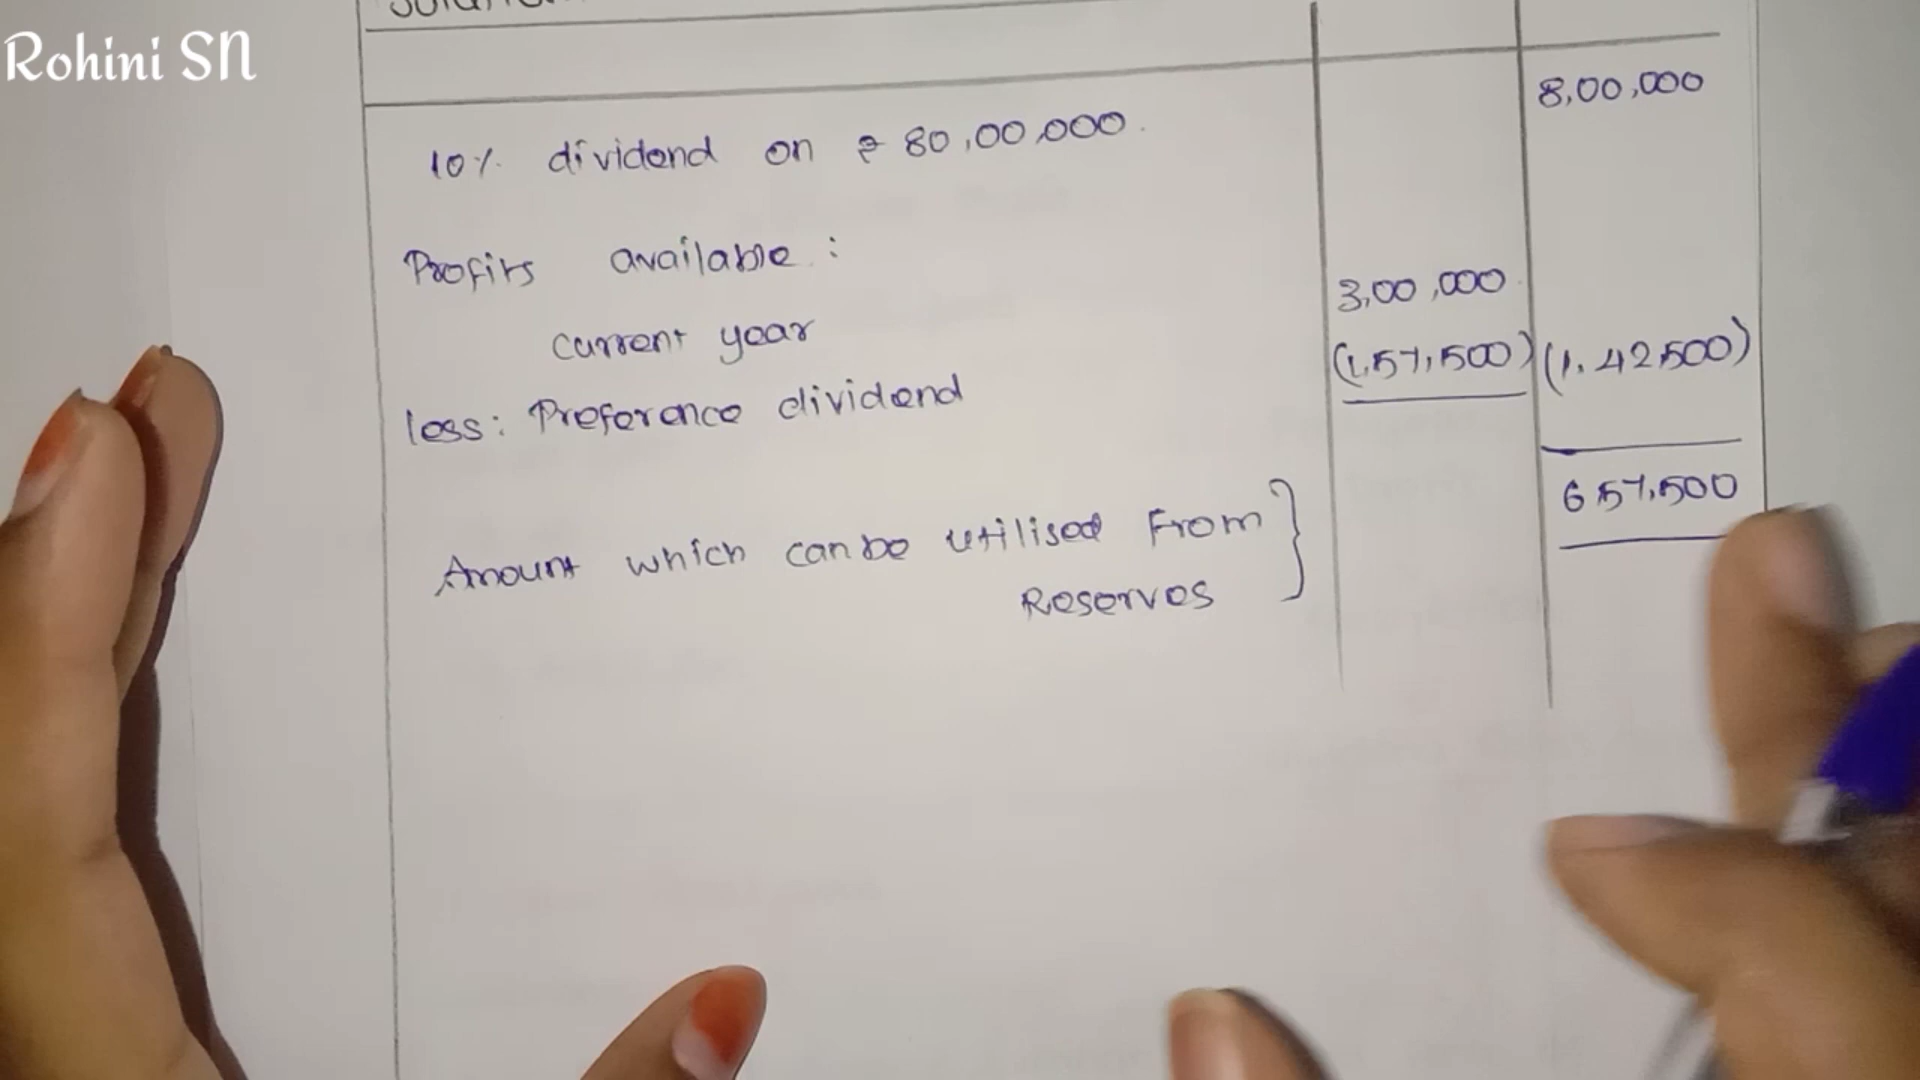 Rohini SN
8,00,000
10% dividend on ₹ 80,00,000.
Profits available :
3,00,000
Current year
(1,57,500) (1,42,500)
less: Preference dividend
6,57,500
Amount which can be utilised From
Reserves